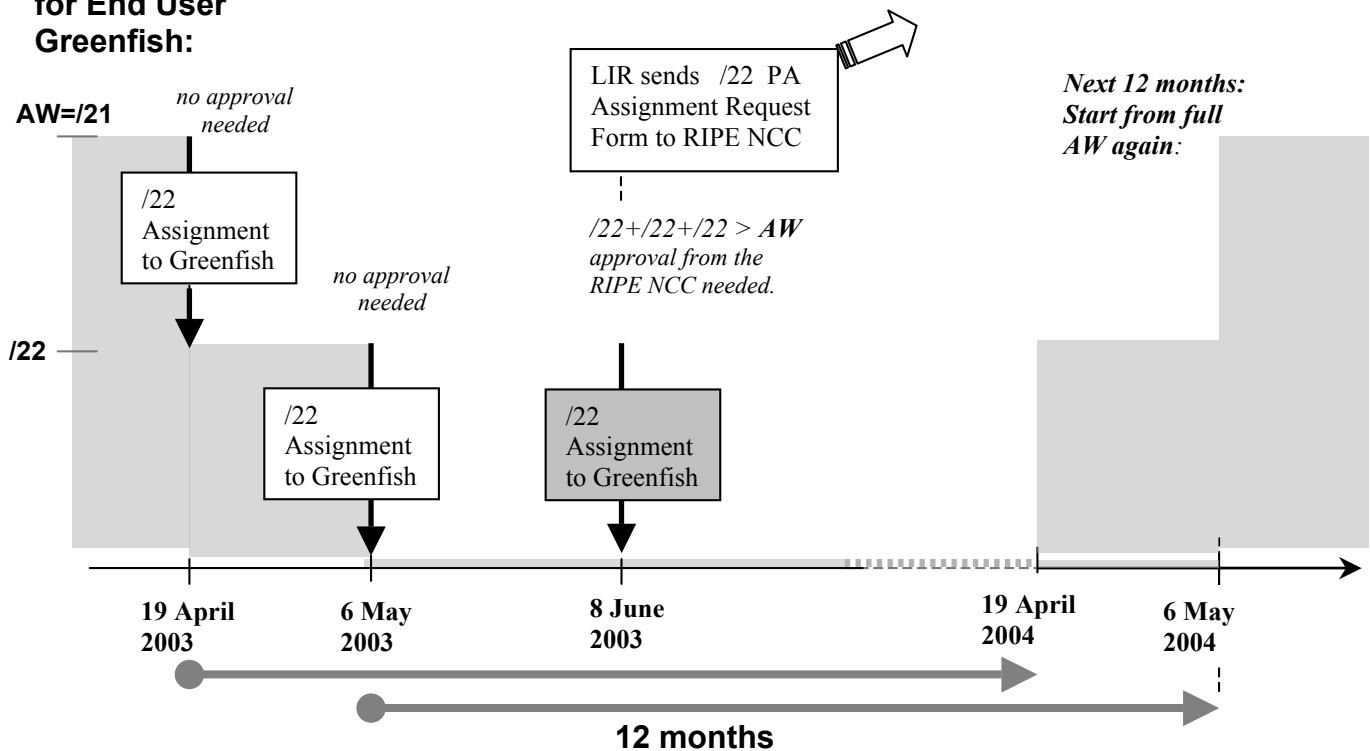 for End User
Greenfish:
AW=/21
no approval
needed
/22
Assignment
to Greenfish
LIR sends /22 PA
Assignment Request
Form to RIPE NCC
Next 12 months:
Start from full
AW again:
/22+/22+/22 > AW
approval from the
RIPE NCC needed.
no approval
needed
/22
/22
Assignment
to Greenfish
/22
Assignment
to Greenfish
19 April
2003
6 May
2003
8 June
2003
19 April
2004
6 May
2004
12 months